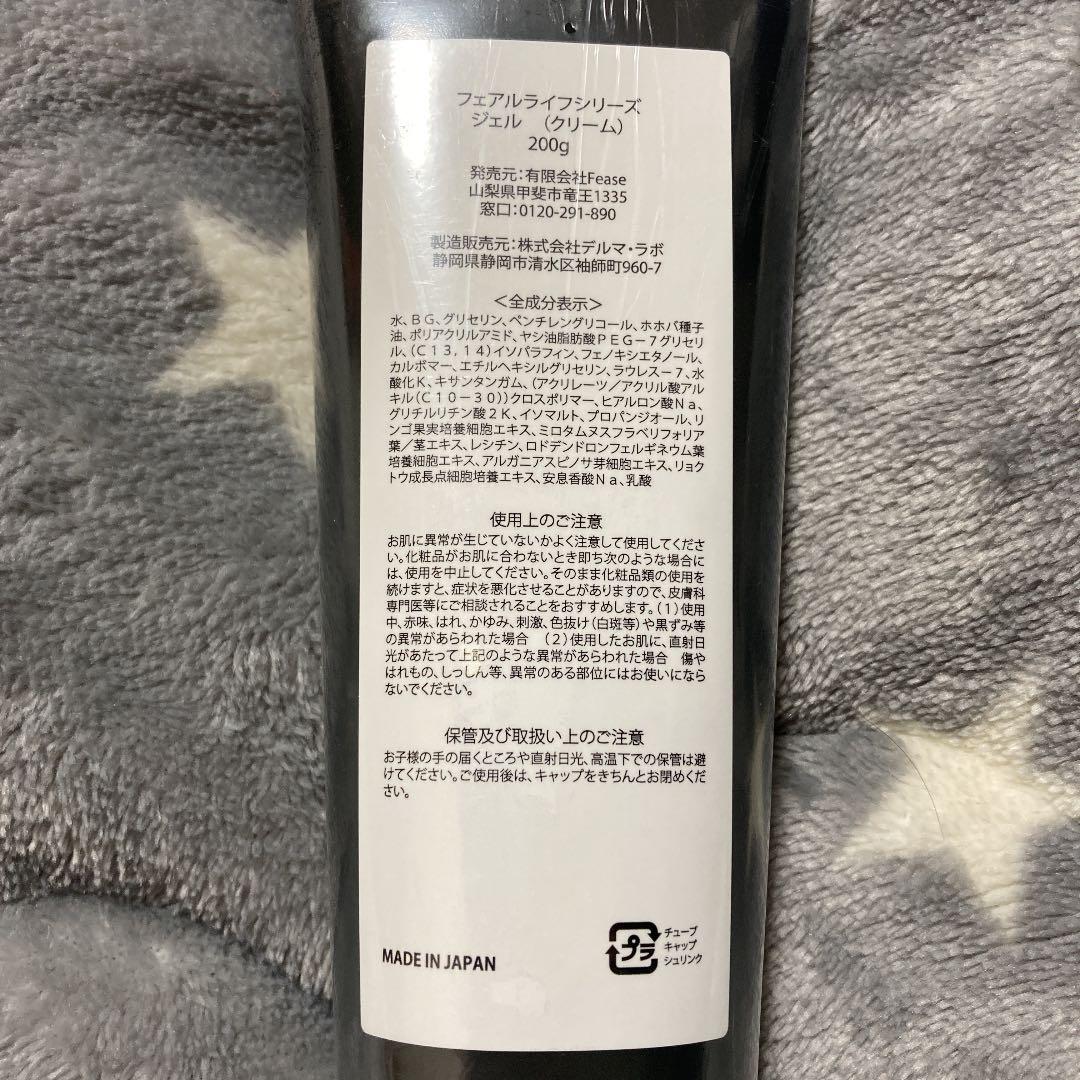 フェアルライフシリーズ
ジェル　（クリーム）
200g
発売元：有限会社Fease
山梨県甲斐市竜王1335
窓口：0120-291-890
製造販売元：株式会社デルマ・ラボ
静岡県静岡市清水区袖師町960-7
＜全成分表示＞
水、ＢＧ、グリセリン、ペンチレングリコール、ホホバ種子
油、ポリアクリルアミド、ヤシ油脂肪酸ＰＥＧ－７グリセリ
ル、（Ｃ１３，１４）イソパラフィン、フェノキシエタノール、
カルボマー、エチルヘキシルグリセリン、ラウレス－７、水
酸化Ｋ、キサンタンガム、（アクリレーツ／アクリル酸アル
キル（Ｃ１０－３０））クロスポリマー、ヒアルロン酸Ｎａ、
グリチルリチン酸２Ｋ、イソマルト、プロパンジオール、リ
ンゴ果実培養細胞エキス、ミロタムヌスフラベリフォリア
葉／茎エキス、レシチン、ロドデンドロンフェルギネウム葉
培養細胞エキス、アルガニアスピノサ芽細胞エキス、リョク
トウ成長点細胞培養エキス、安息香酸Ｎａ、乳酸
使用上のご注意
お肌に異常が生じていないかよく注意して使用してくださ
い。化粧品がお肌に合わないとき即ち次のような場合に
は、使用を中止してください。そのまま化粧品類の使用を
続けますと、症状を悪化させることがありますので、皮膚科
専門医等にご相談されることをおすすめします。（１）使用
中、赤味、はれ、かゆみ、刺激、色抜け（白斑等）や黒ずみ等
の異常があらわれた場合　（２）使用したお肌に、直射日
光があたって上記のような異常があらわれた場合　傷や
はれもの、しっしん等、異常のある部位にはお使いになら
ないでください。
保管及び取扱い上のご注意
お子様の手の届くところや直射日光、高温下での保管は避
けてください。ご使用後は、キャップをきちんとお閉めくだ
さい。
MADE IN JAPAN
プラ
チューブ
キャップ
シュリンク